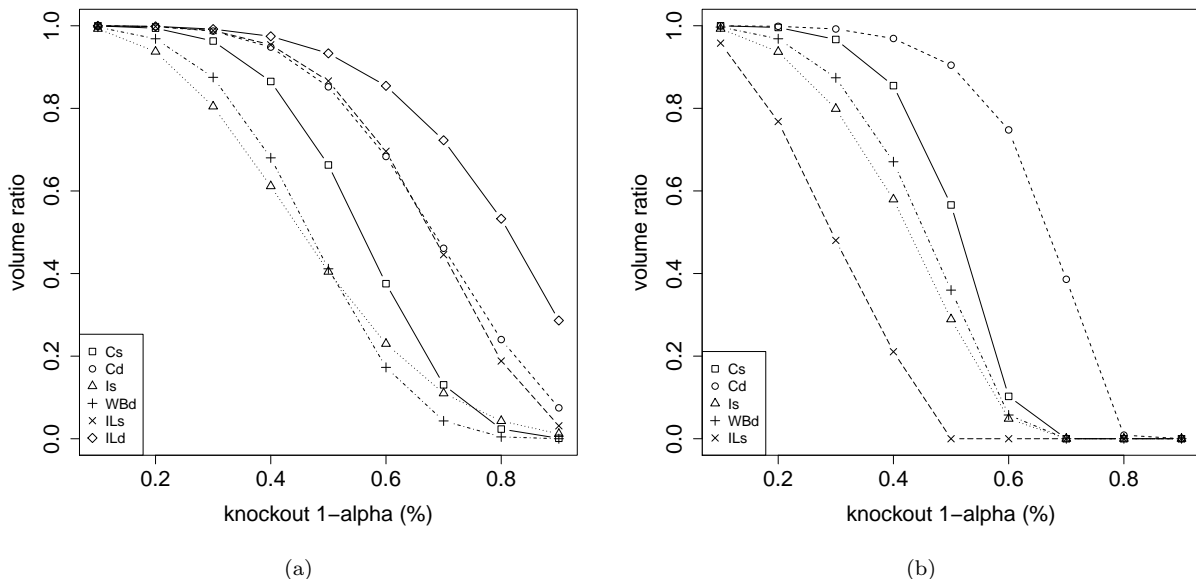 1.0
0.8
0.6
0.4
0.2
0.0
volume ratio
Cs
Cd
Is
WBd
ILs
ILd
0.2 0.4 0.6 0.8
knockout 1−alpha (%)
(a)
1.0
0.8
0.6
0.4
0.2
0.0
volume ratio
Cs
Cd
Is
WBd
ILs
0.2 0.4 0.6 0.8
knockout 1−alpha (%)
(b)